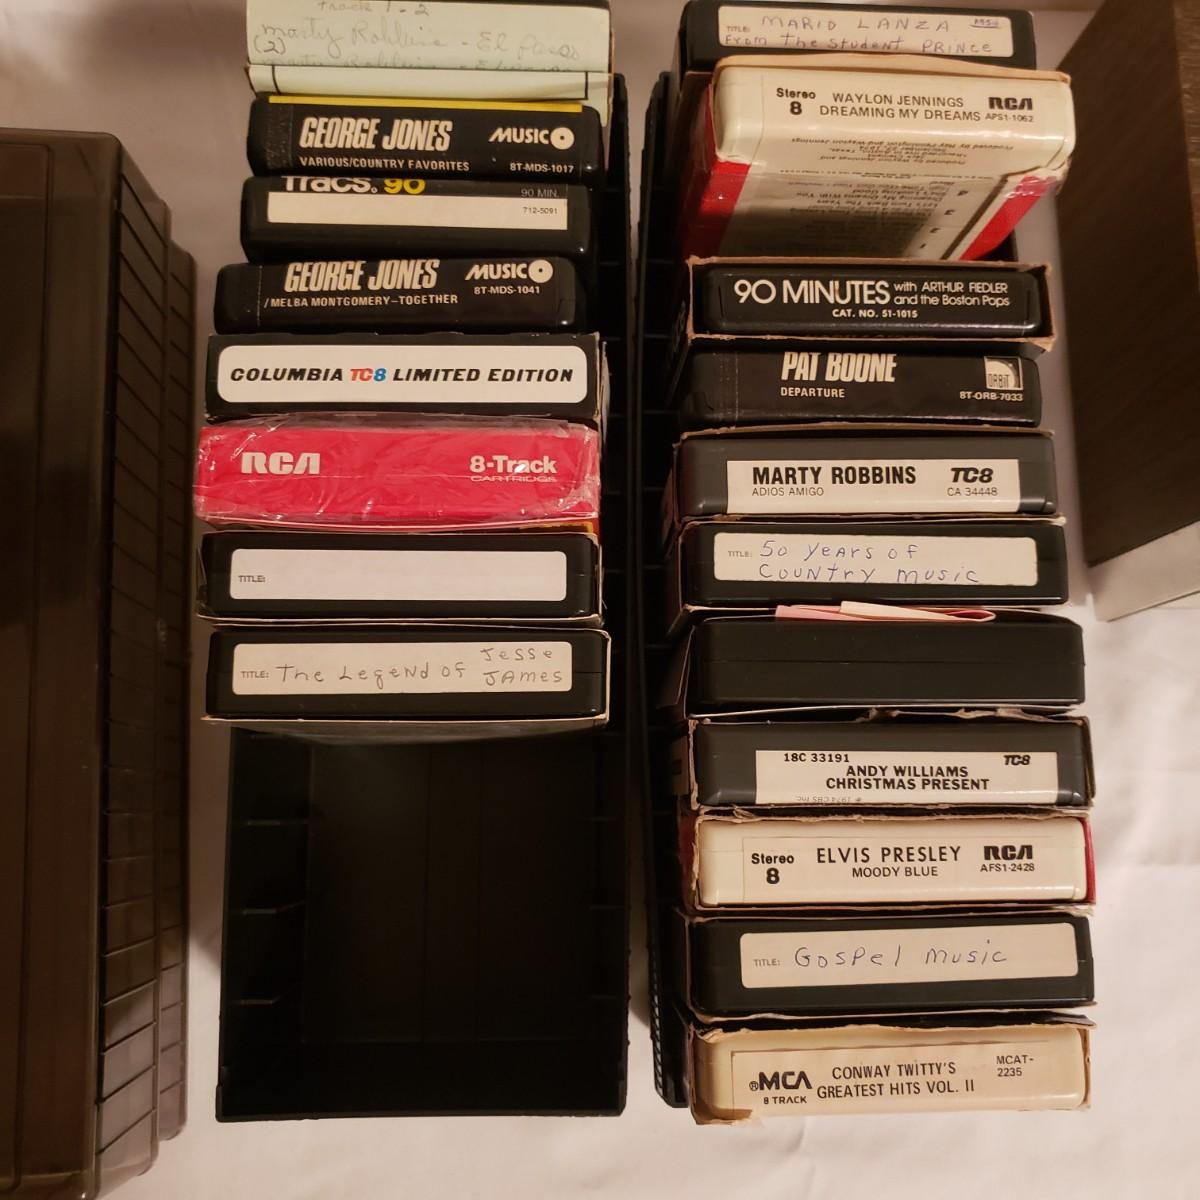 Track 1 - 2
Marty Robbins - El Paso
(2)
GEORGE JONES
VARIOUS/COUNTRY FAVORITES
MUSIC
8T-MDS-1017
Tracs. 90
90 MIN.
712-5091
GEORGE JONES
/MELBA MONTGOMERY-TOGETHER
MUSIC
8T-MDS-1041
COLUMBIA TC8 LIMITED EDITION
RCA
8-Track
CARTRIDGE
TITLE:
TITLE: The Legend of Jesse
James
TITLE: MARIO LANZA
From the Student PRINCE
Stereo
8
WAYLON JENNINGS
DREAMING MY DREAMS
RCA
APS1-1062
90 MINUTES with ARTHUR FIEDLER
and the Boston Pops
CAT. NO. 51-1015
PAT BOONE
DEPARTURE
ORBIT
8T-ORB-7033
MARTY ROBBINS
ADIOS AMIGO
TC8
CA 34448
TITLE: 50 years of
Country music
18C 33191
TC8
ANDY WILLIAMS
CHRISTMAS PRESENT
℗ 1974 CBS Inc.
Stereo
8
ELVIS PRESLEY
MOODY BLUE
RCA
AFS1-2428
TITLE: Gospel music
®MCA
8 TRACK
CONWAY TWITTY'S
GREATEST HITS VOL. II
MCAT-
2235